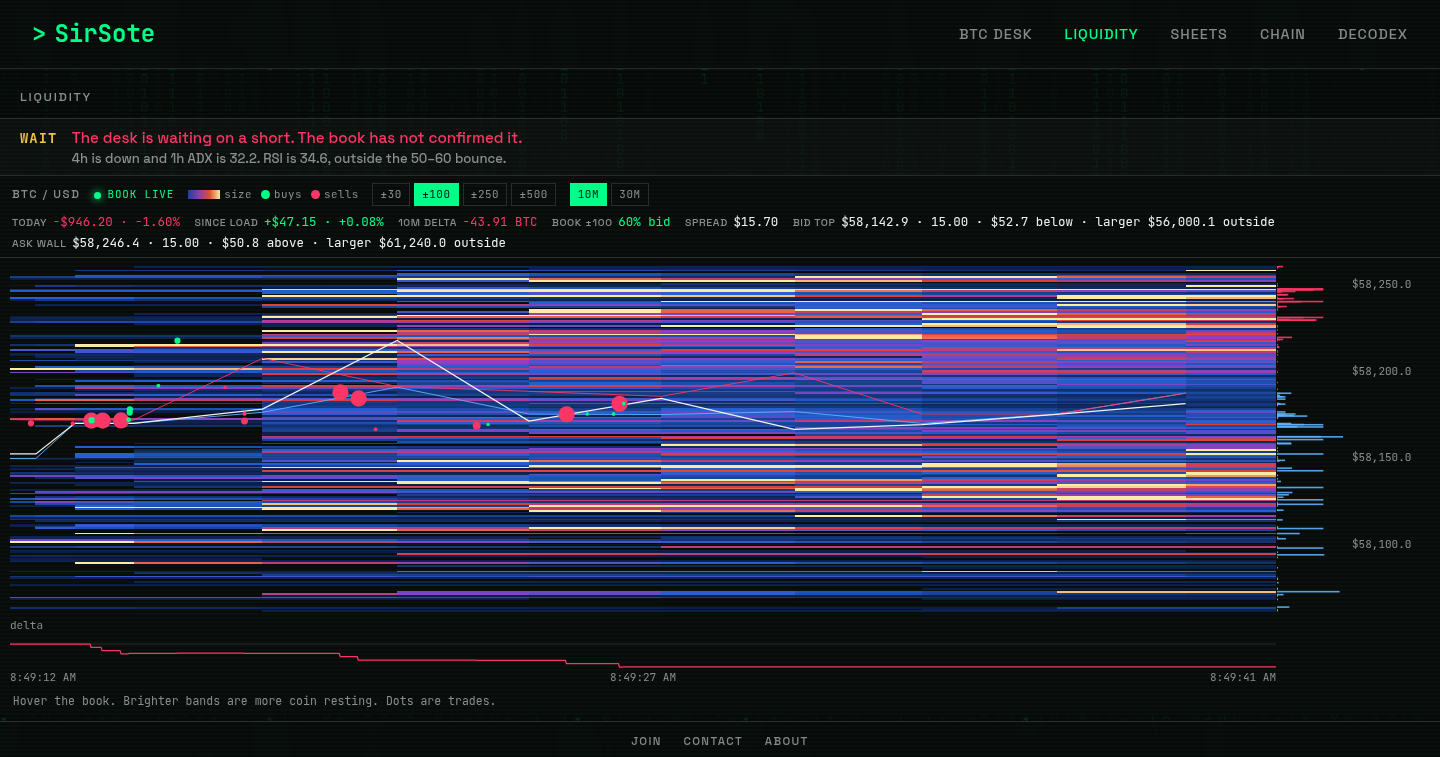 > SirSote
BTC DESK LIQUIDITY SHEETS CHAIN DECODEX
LIQUIDITY
WAIT The desk is waiting on a short. The book has not confirmed it.
4h is down and 1h ADX is 32.2. RSI is 34.6, outside the 50–60 bounce.
BTC / USD BOOK LIVE size buys sells ±30 ±100 ±250 ±500 10M 30M
TODAY -$946.20 · -1.60% SINCE LOAD +$47.15 · +0.08% 10M DELTA -43.91 BTC BOOK ±100 60% bid SPREAD $15.70 BID TOP $58,142.9 · 15.00 · $52.7 below · larger $56,000.1 outside
ASK WALL $58,246.4 · 15.00 · $50.8 above · larger $61,240.0 outside
$58,250.0
$58,200.0
$58,150.0
$58,100.0
delta
8:49:12 AM 8:49:27 AM 8:49:41 AM
Hover the book. Brighter bands are more coin resting. Dots are trades.
JOIN CONTACT ABOUT